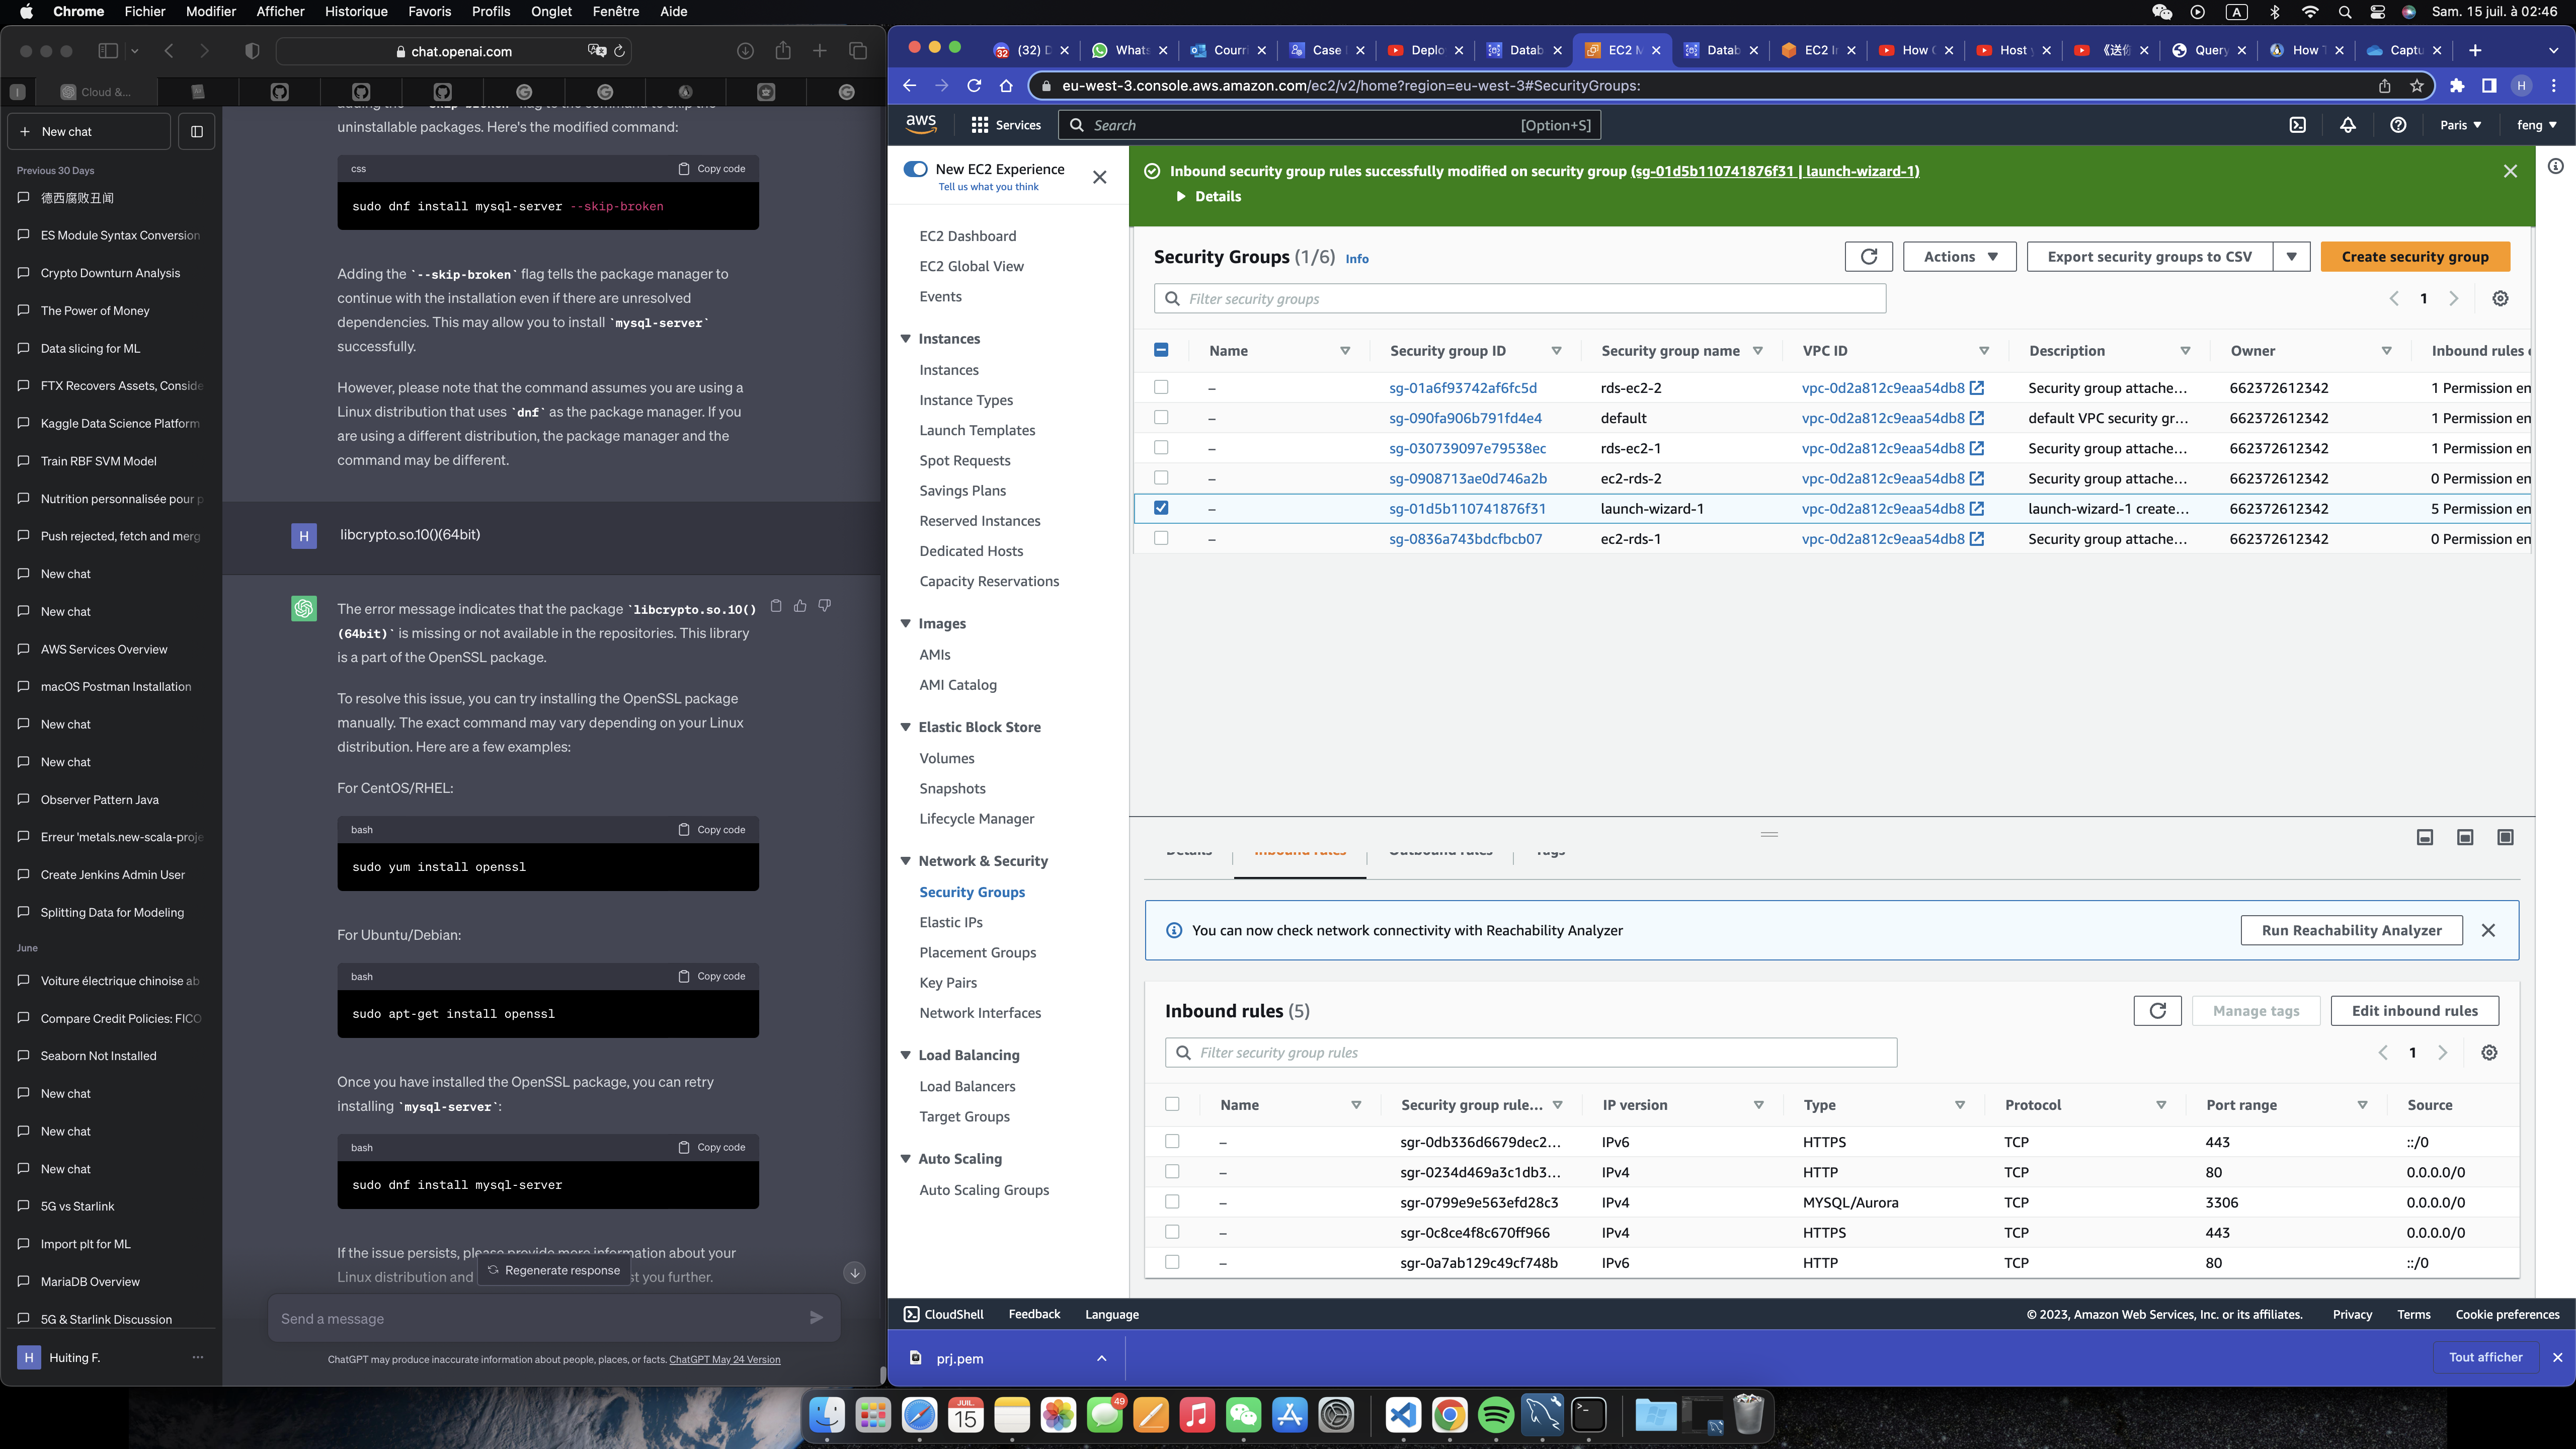 Chrome Fichier Modifier Afficher Historique Favoris Profils Onglet Fenêtre Aide
A
Sam. 15 juil. à 02:46
chat.openai.com
Cloud &...
New chat
Previous 30 Days
德西腐败丑闻
ES Module Syntax Conversion
Crypto Downturn Analysis
The Power of Money
Data slicing for ML
FTX Recovers Assets, Conside
Kaggle Data Science Platform
Train RBF SVM Model
Nutrition personnalisée pour p
Push rejected, fetch and merg
New chat
New chat
AWS Services Overview
macOS Postman Installation
New chat
New chat
Observer Pattern Java
Erreur 'metals.new-scala-proje
Create Jenkins Admin User
Splitting Data for Modeling
June
Voiture électrique chinoise ab
Compare Credit Policies: FICO
Seaborn Not Installed
New chat
New chat
New chat
5G vs Starlink
Import plt for ML
MariaDB Overview
5G & Starlink Discussion
H Huiting F.
uninstallable packages. Here's the modified command:
css Copy code
sudo dnf install mysql-server --skip-broken
Adding the `--skip-broken` flag tells the package manager to
continue with the installation even if there are unresolved
dependencies. This may allow you to install `mysql-server`
successfully.
However, please note that the command assumes you are using a
Linux distribution that uses `dnf` as the package manager. If you
are using a different distribution, the package manager and the
command may be different.
H libcrypto.so.10()(64bit)
The error message indicates that the package `libcrypto.so.10()
(64bit)` is missing or not available in the repositories. This library
is a part of the OpenSSL package.
To resolve this issue, you can try installing the OpenSSL package
manually. The exact command may vary depending on your Linux
distribution. Here are a few examples:
For CentOS/RHEL:
bash Copy code
sudo yum install openssl
For Ubuntu/Debian:
bash Copy code
sudo apt-get install openssl
Once you have installed the OpenSSL package, you can retry
installing `mysql-server`:
bash Copy code
sudo dnf install mysql-server
If the issue persists, please provide more information about your
Linux distribution and st you further.
Regenerate response
Send a message
ChatGPT may produce inaccurate information about people, places, or facts. ChatGPT May 24 Version
32 (32) D Whats Courri Case Deplo Datab EC2 M Datab EC2 I How Host 《送你 Query How T Captu
eu-west-3.console.aws.amazon.com/ec2/v2/home?region=eu-west-3#SecurityGroups:
H
aws Services Search [Option+S] Paris feng
New EC2 Experience
Tell us what you think
EC2 Dashboard
EC2 Global View
Events
Instances
Instances
Instance Types
Launch Templates
Spot Requests
Savings Plans
Reserved Instances
Dedicated Hosts
Capacity Reservations
Images
AMIs
AMI Catalog
Elastic Block Store
Volumes
Snapshots
Lifecycle Manager
Network & Security
Security Groups
Elastic IPs
Placement Groups
Key Pairs
Network Interfaces
Load Balancing
Load Balancers
Target Groups
Auto Scaling
Auto Scaling Groups
Inbound security group rules successfully modified on security group (sg-01d5b110741876f31 | launch-wizard-1)
Details
Security Groups (1/6) Info
Actions Export security groups to CSV Create security group
Filter security groups
1
Name Security group ID Security group name VPC ID Description Owner Inbound rules
– sg-01a6f93742af6fc5d rds-ec2-2 vpc-0d2a812c9eaa54db8 Security group attache... 662372612342 1 Permission en
– sg-090fa906b791fd4e4 default vpc-0d2a812c9eaa54db8 default VPC security gr... 662372612342 1 Permission en
– sg-030739097e79538ec rds-ec2-1 vpc-0d2a812c9eaa54db8 Security group attache... 662372612342 1 Permission en
– sg-0908713ae0d746a2b ec2-rds-2 vpc-0d2a812c9eaa54db8 Security group attache... 662372612342 0 Permission en
– sg-01d5b110741876f31 launch-wizard-1 vpc-0d2a812c9eaa54db8 launch-wizard-1 create... 662372612342 5 Permission en
– sg-0836a743bdcfbcb07 ec2-rds-1 vpc-0d2a812c9eaa54db8 Security group attache... 662372612342 0 Permission en
Details Inbound rules Outbound rules Tags
You can now check network connectivity with Reachability Analyzer
Run Reachability Analyzer
Inbound rules (5)
Manage tags Edit inbound rules
Filter security group rules
1
Name Security group rule... IP version Type Protocol Port range Source
– sgr-0db336d6679dec2... IPv6 HTTPS TCP 443 ::/0
– sgr-0234d469a3c1db3... IPv4 HTTP TCP 80 0.0.0.0/0
– sgr-0799e9e563efd28c3 IPv4 MYSQL/Aurora TCP 3306 0.0.0.0/0
– sgr-0c8ce4f8c670ff966 IPv4 HTTPS TCP 443 0.0.0.0/0
– sgr-0a7ab129c49cf748b IPv6 HTTP TCP 80 ::/0
CloudShell Feedback Language
© 2023, Amazon Web Services, Inc. or its affiliates. Privacy Terms Cookie preferences
prj.pem
Tout afficher
JUIL.
15
49